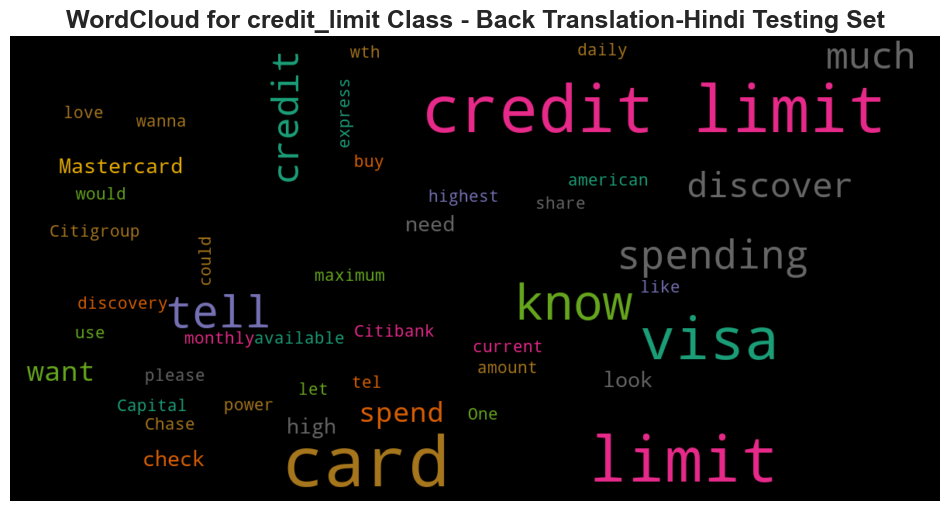 WordCloud for credit_limit Class - Back Translation-Hindi Testing Set
wth
daily
much
love
wanna
credit
express
credit limit
buy
Mastercard
would
highest
american
share
discover
Citigroup
need
could
maximum
spending
like
discovery
tell
know
visa
use
monthly
available
Citibank
current
amount
want
please
let
tel
look
Capital
power
Chase
high
spend
One
check
card
limit